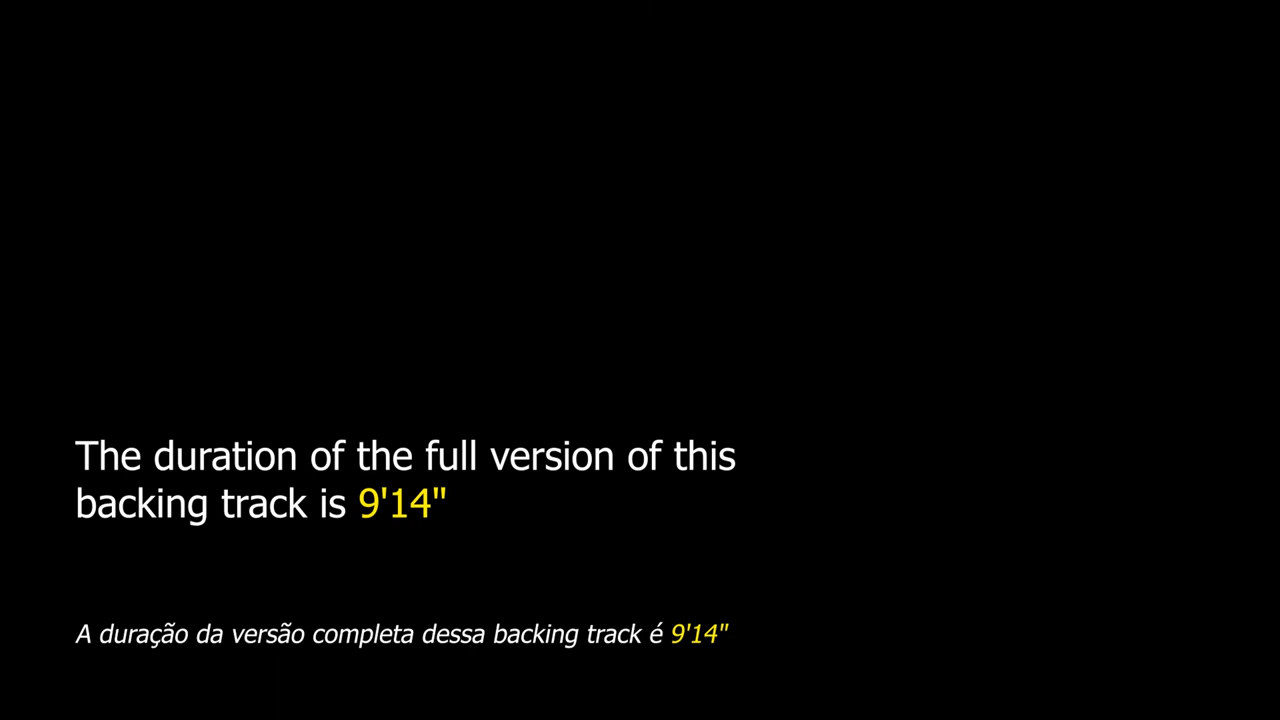 The duration of the full version of this
backing track is 9'14"
A duração da versão completa dessa backing track é 9'14"